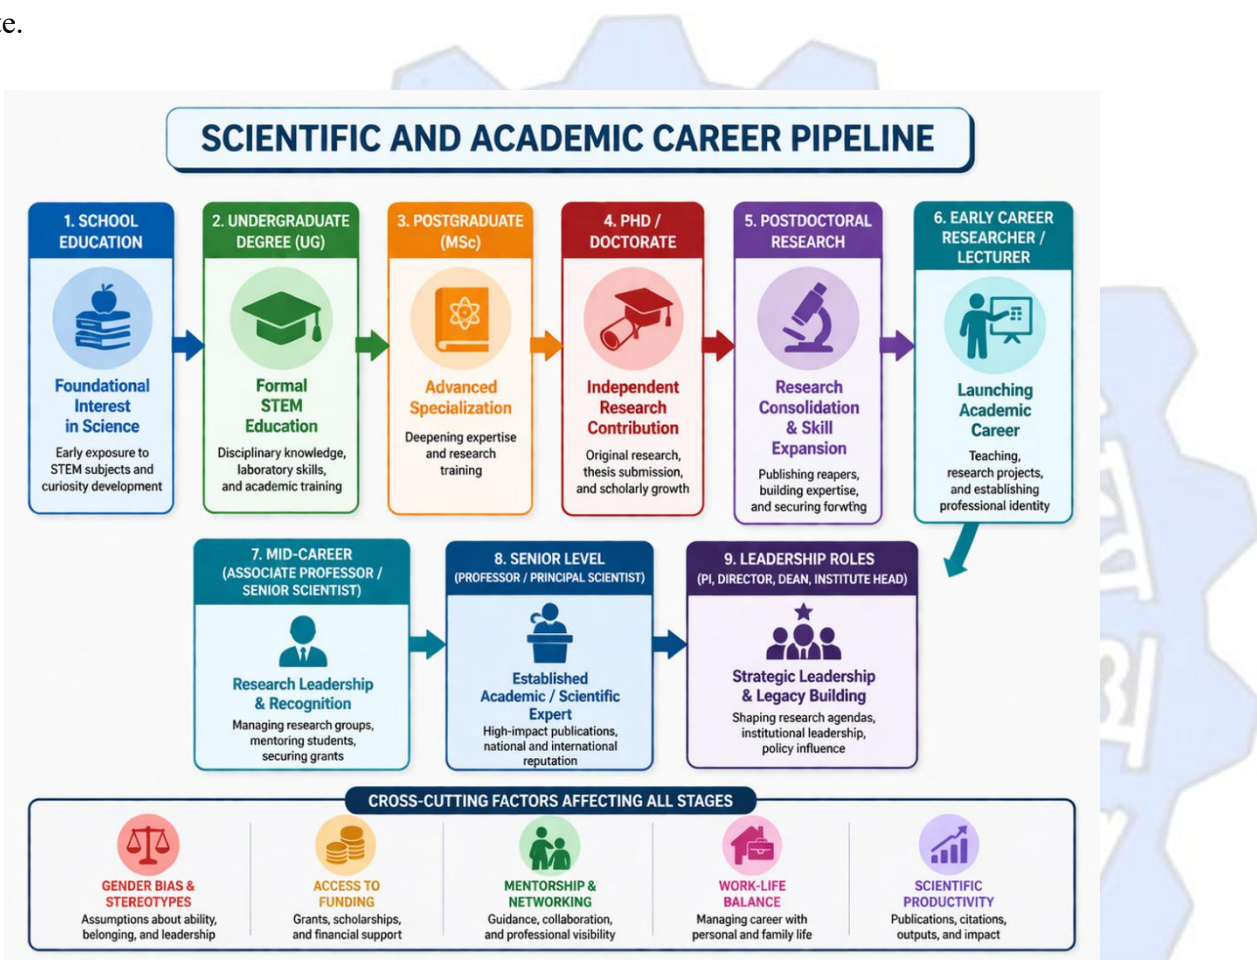 te.
SCIENTIFIC AND ACADEMIC CAREER PIPELINE
1. SCHOOL
EDUCATION
Foundational
Interest
in Science
Early exposure to
STEM subjects and
curiosity development
2. UNDERGRADUATE
DEGREE (UG)
Formal
STEM
Education
Disciplinary knowledge,
laboratory skills,
and academic training
3. POSTGRADUATE
(MSc)
Advanced
Specialization
Deepening expertise
and research
training
4. PHD /
DOCTORATE
Independent
Research
Contribution
Original research,
thesis submission,
and scholarly growth
5. POSTDOCTORAL
RESEARCH
Research
Consolidation
& Skill
Expansion
Publishing reapers,
building expertise,
and securing
6. EARLY CAREER
RESEARCHER /
LECTURER
Launching
Academic
Career
Teaching,
research projects,
and establishing
professional identity
7. MID-CAREER
(ASSOCIATE PROFESSOR /
SENIOR SCIENTIST)
Research Leadership
& Recognition
Managing research groups,
mentoring students,
securing grants
8. SENIOR LEVEL
(PROFESSOR / PRINCIPAL SCIENTIST)
Established
Academic / Scientific
Expert
High-impact publications,
national and international
reputation
9. LEADERSHIP ROLES
(PI, DIRECTOR, DEAN, INSTITUTE HEAD)
Strategic Leadership
& Legacy Building
Shaping research agendas,
institutional leadership,
policy influence
CROSS-CUTTING FACTORS AFFECTING ALL STAGES
GENDER BIAS &
STEREOTYPES
Assumptions about ability,
belonging, and leadership
ACCESS TO
FUNDING
Grants, scholarships,
and financial support
MENTORSHIP &
NETWORKING
Guidance, collaboration,
and professional visibility
WORK-LIFE
BALANCE
Managing career with
personal and family life
SCIENTIFIC
PRODUCTIVITY
Publications, citations,
outputs, and impact